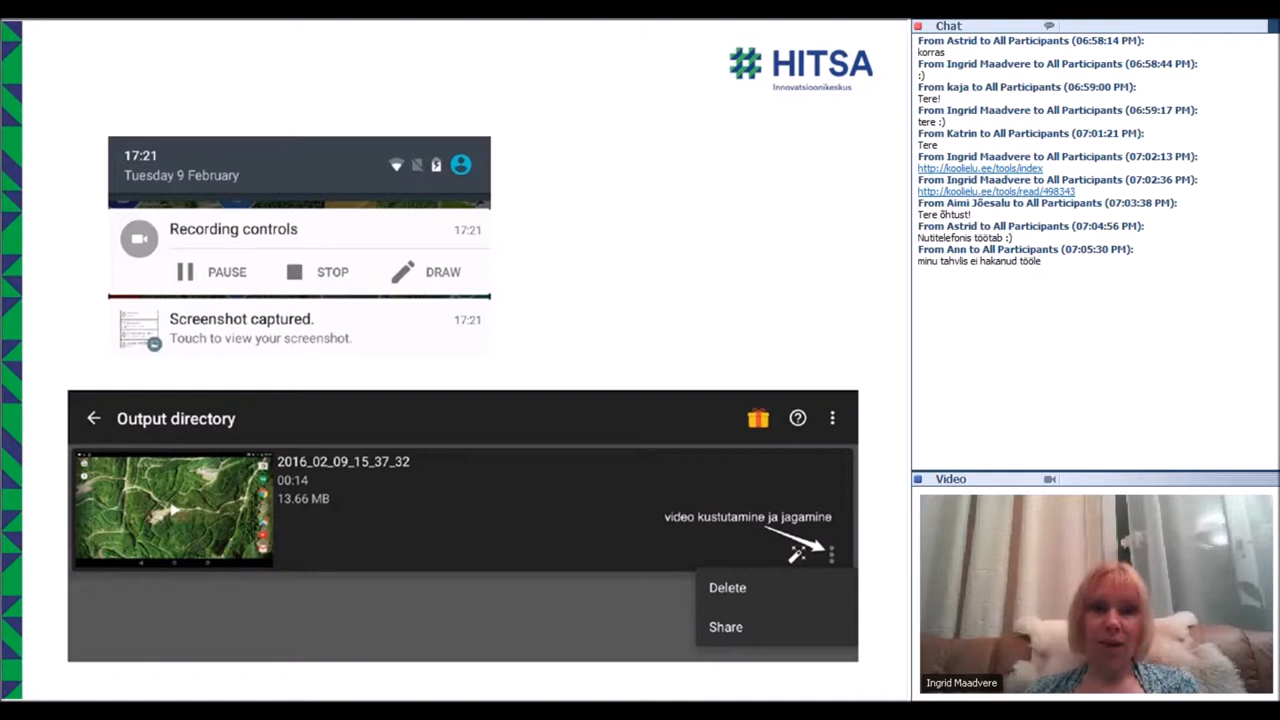 HITSA
Innovatsioonikeskus
17:21
Tuesday 9 February
Recording controls
17:21
PAUSE
STOP
DRAW
Screenshot captured.
17:21
Touch to view your screenshot.
Output directory
2016_02_09_15_37_32
00:14
13.66 MB
video kustutamine ja jagamine
Delete
Share
Chat
From Astrid to All Participants (06:58:14 PM):
korras
From Ingrid Maadvere to All Participants (06:58:44 PM):
:)
From kaja to All Participants (06:59:00 PM):
Tere!
From Ingrid Maadvere to All Participants (06:59:17 PM):
tere :)
From Katrin to All Participants (07:01:21 PM):
Tere
From Ingrid Maadvere to All Participants (07:02:13 PM):
http://koolielu.ee/tools/index
From Ingrid Maadvere to All Participants (07:02:36 PM):
http://koolielu.ee/tools/read/498343
From Aimi Jõesalu to All Participants (07:03:38 PM):
Tere õhtust!
From Astrid to All Participants (07:04:56 PM):
Nutitelefonis töötab :)
From Ann to All Participants (07:05:30 PM):
minu tahvlis ei hakanud tööle
Video
Ingrid Maadvere